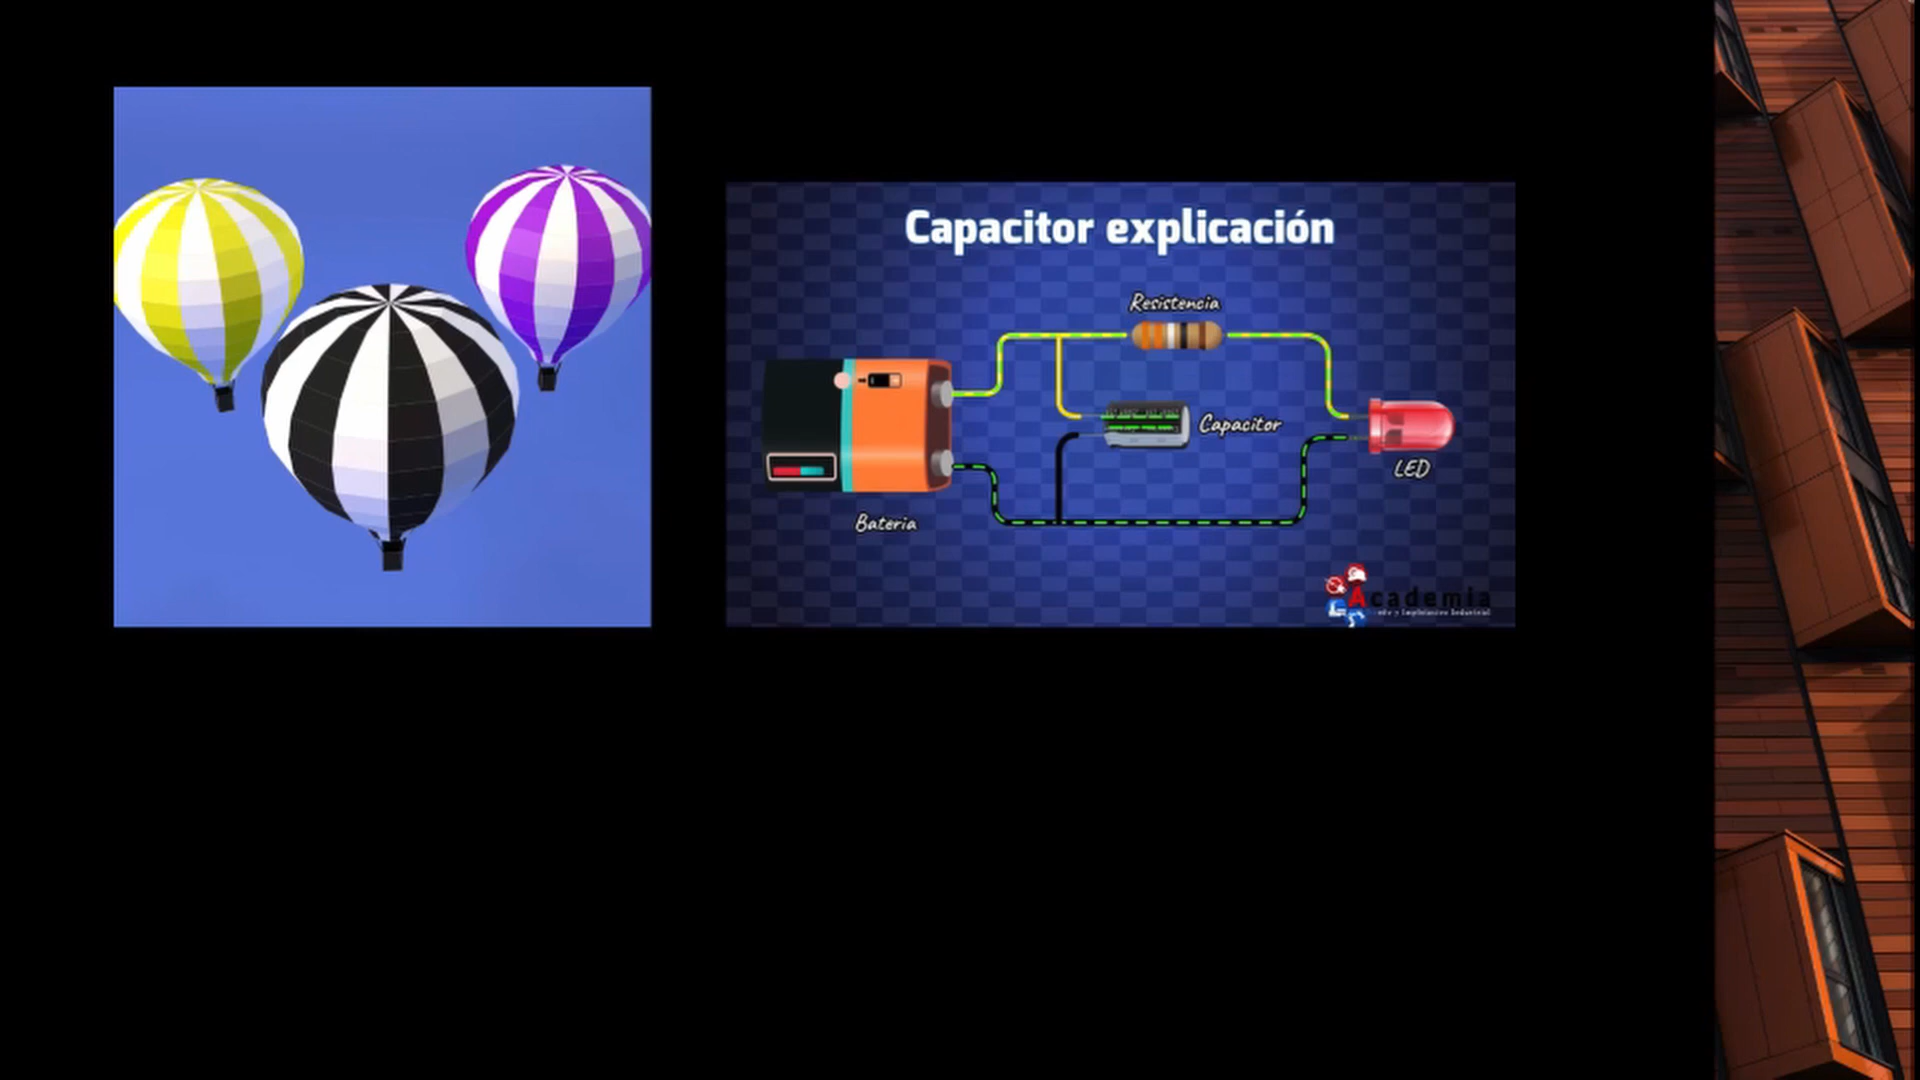 Capacitor explicación
Resistencia
Capacitor
LED
Bateria
Academia